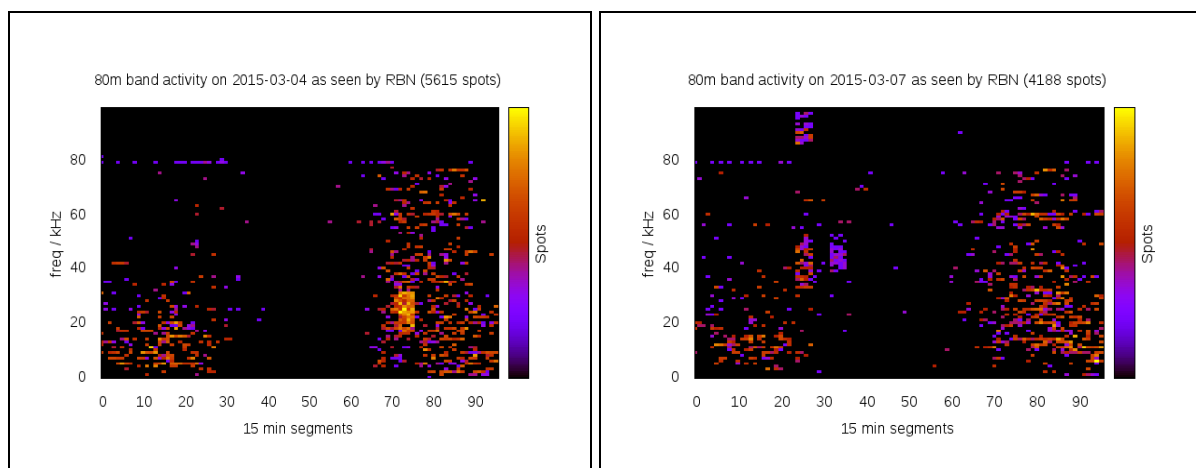 80m band activity on 2015-03-04 as seen by RBN (5615 spots)
80
60
40
20
0
freq / kHz
0 10 20 30 40 50 60 70 80 90
15 min segments
Spots
80m band activity on 2015-03-07 as seen by RBN (4188 spots)
80
60
40
20
0
freq / kHz
0 10 20 30 40 50 60 70 80 90
15 min segments
Spots